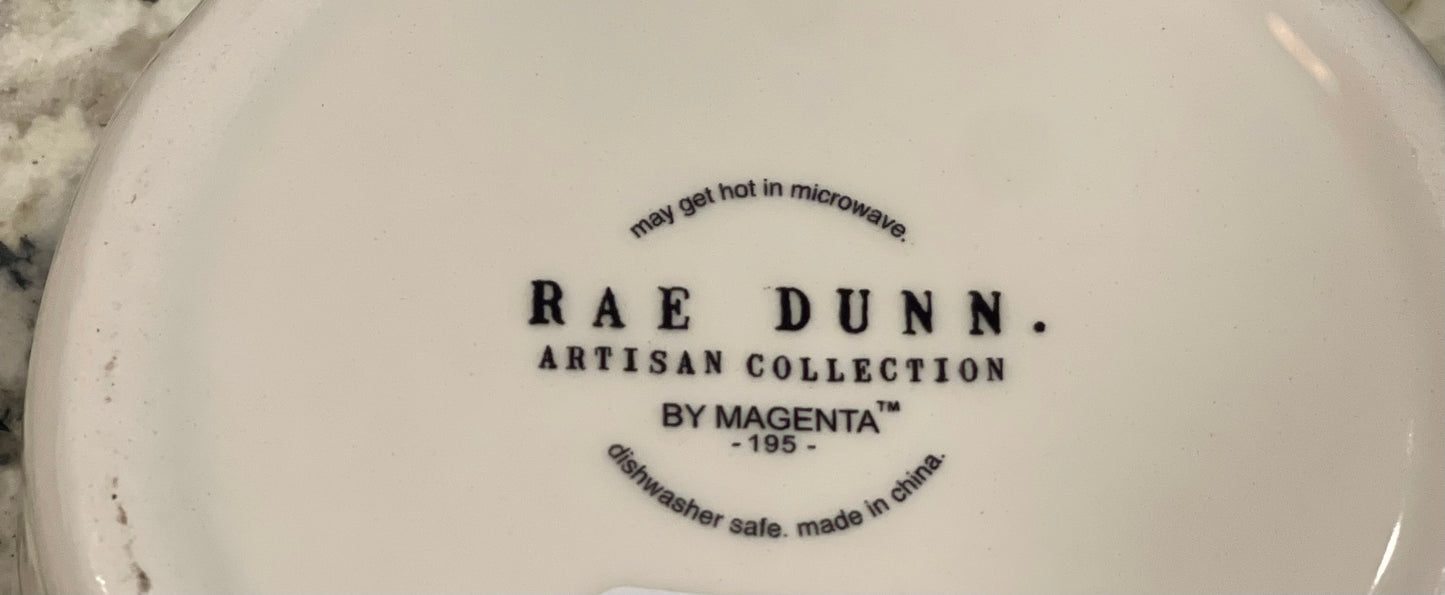 may get hot in microwave.
RAE DUNN.
ARTISAN COLLECTION
BY MAGENTA™
- 195 -
dishwasher safe. made in china.